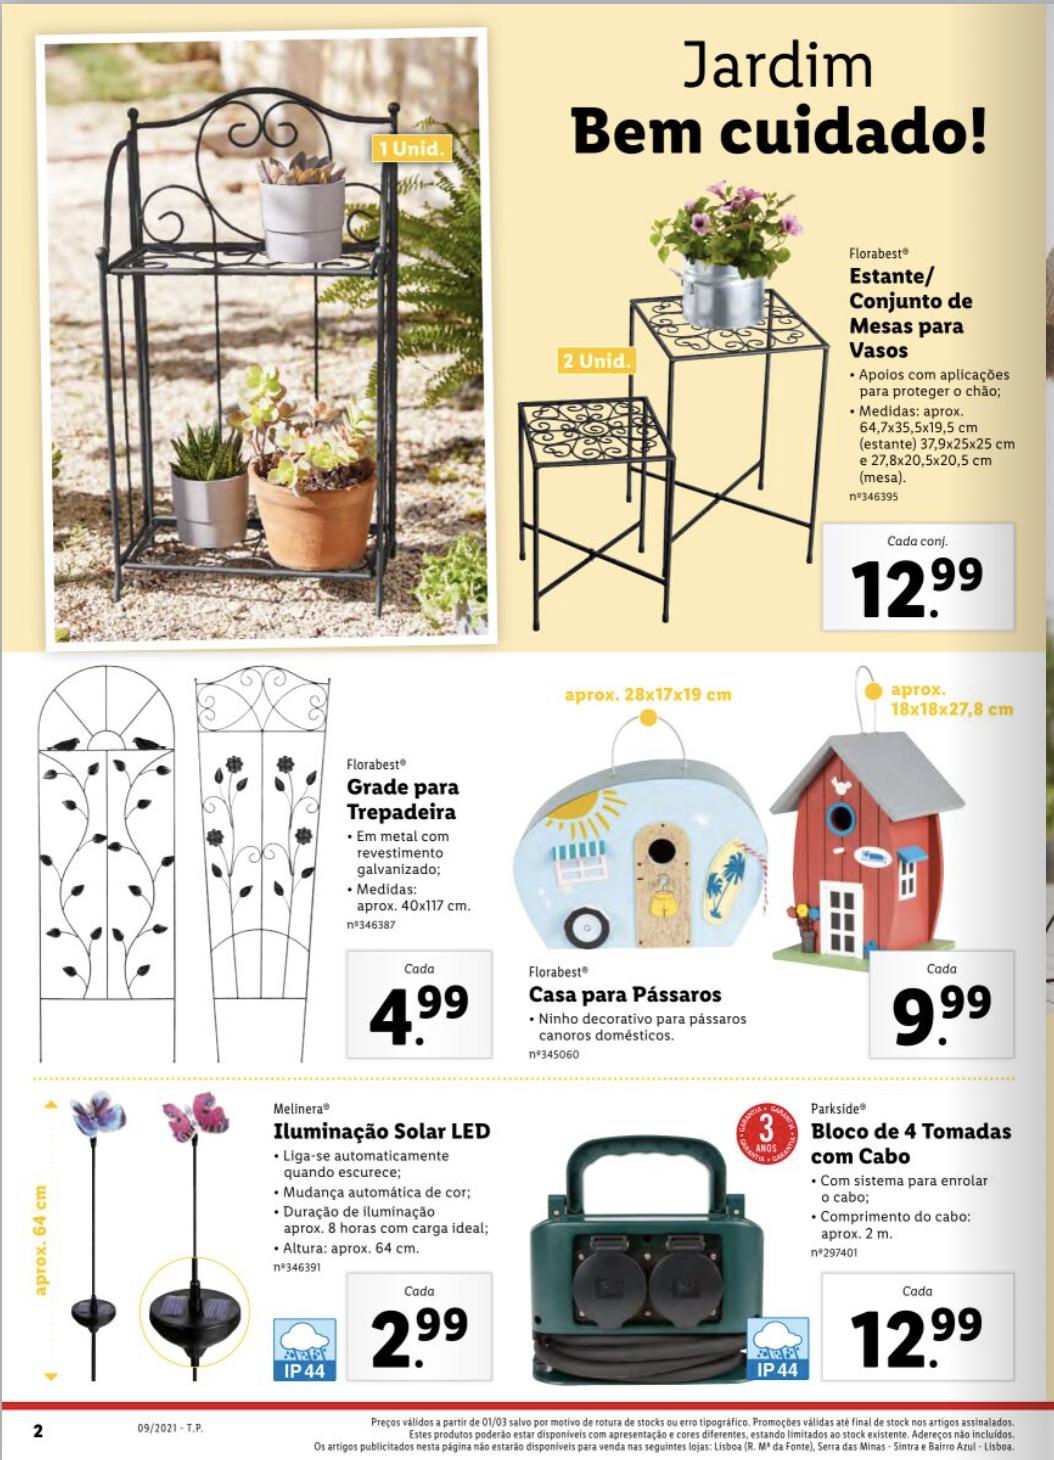 Jardim
Bem cuidado!
1 Unid.
2 Unid.
Florabest®
Estante/
Conjunto de
Mesas para
Vasos
• Apoios com aplicações
para proteger o chão;
• Medidas: aprox.
64,7x35,5x19,5 cm
(estante) 37,9x25x25 cm
e 27,8x20,5x20,5 cm
(mesa).
nº346395
Cada conj.
12.99
Florabest®
Grade para
Trepadeira
• Em metal com
revestimento
galvanizado;
• Medidas:
aprox. 40x117 cm.
nº346387
Cada
4.99
aprox. 28x17x19 cm
aprox.
18x18x27,8 cm
Florabest®
Casa para Pássaros
• Ninho decorativo para pássaros
canoros domésticos.
nº345060
Cada
9.99
aprox. 64 cm
Melinera®
Iluminação Solar LED
• Liga-se automaticamente
quando escurece;
• Mudança automática de cor;
• Duração de iluminação
aprox. 8 horas com carga ideal;
• Altura: aprox. 64 cm.
nº346391
IP 44
Cada
2.99
GARANTIA • GARANTIA • GARANTIA • GARANTIA •
3
ANOS
Parkside®
Bloco de 4 Tomadas
com Cabo
• Com sistema para enrolar
o cabo;
• Comprimento do cabo:
aprox. 2 m.
nº297401
IP 44
Cada
12.99
2
09/2021 - T.P.
Preços válidos a partir de 01/03 salvo por motivo de rotura de stocks ou erro tipográfico. Promoções válidas até final de stock nos artigos assinalados.
Estes produtos poderão estar disponíveis com apresentação e cores diferentes, estando limitados ao stock existente. Adereços não incluídos.
Os artigos publicitados nesta página não estarão disponíveis para venda nas seguintes lojas: Lisboa (R. Mª da Fonte), Serra das Minas - Sintra e Bairro Azul - Lisboa.